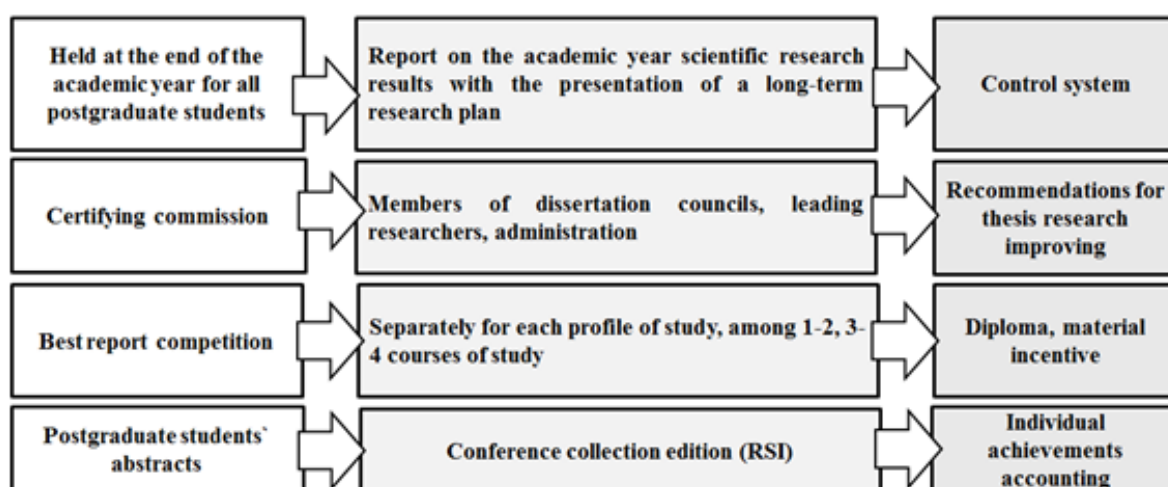 Held at the end of the
academic year for all
postgraduate students
Report on the academic year scientific research
results with the presentation of a long-term
research plan
Control system
Certifying commission
Members of dissertation councils, leading
researchers, administration
Recommendations for
thesis research
improving
Best report competition
Separately for each profile of study, among 1-2, 3-
4 courses of study
Diploma, material
incentive
Postgraduate students`
abstracts
Conference collection edition (RSI)
Individual
achievements
accounting